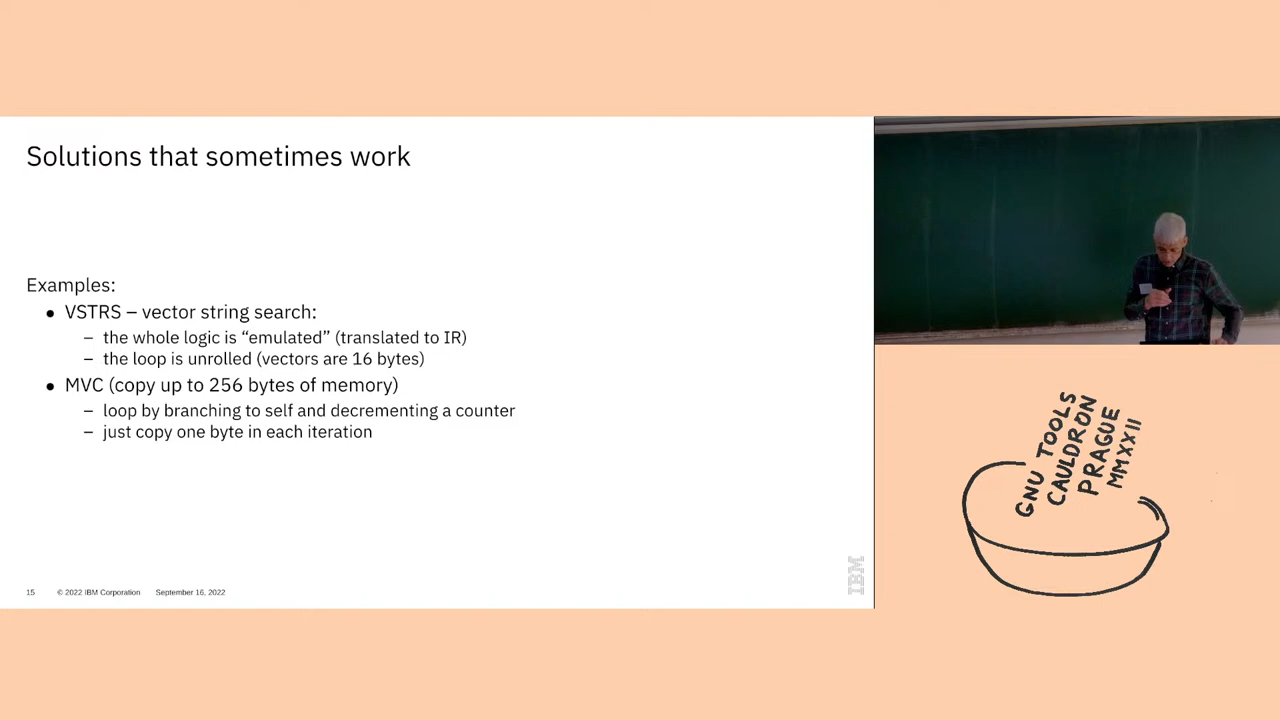 Solutions that sometimes work
Examples:
● VSTRS – vector string search:
– the whole logic is “emulated” (translated to IR)
– the loop is unrolled (vectors are 16 bytes)
● MVC (copy up to 256 bytes of memory)
– loop by branching to self and decrementing a counter
– just copy one byte in each iteration
15 © 2022 IBM Corporation September 16, 2022
IBM
GNU TOOLS
CAULDRON
PRAGUE
MMXXII